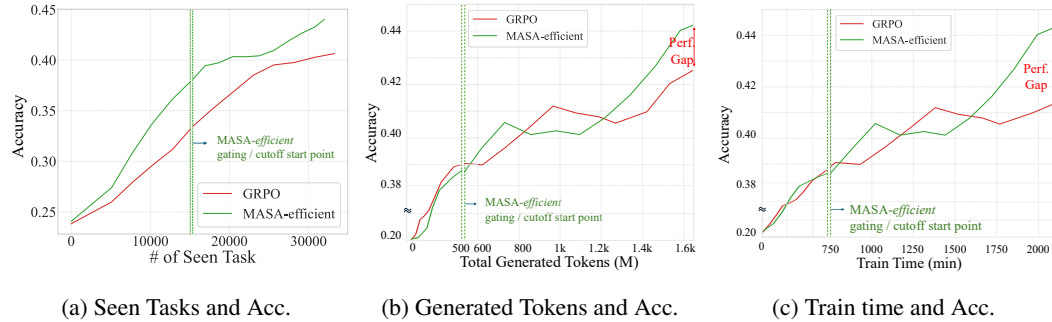 0.45
0.40
0.35
0.30
0.25
Accuracy
0
10000
20000
30000
# of Seen Task
MASA-efficient
gating / cutoff start point
GRPO
MASA-efficient
(a) Seen Tasks and Acc.
GRPO
MASA-efficient
0.44
0.42
0.40
0.38
≈
0.20
Accuracy
Perf.
Gap
MASA-efficient
gating / cutoff start point
0
500 600
800
1k
1.2k
1.4k
1.6k
Total Generated Tokens (M)
(b) Generated Tokens and Acc.
GRPO
MASA-efficient
0.44
0.42
0.40
0.38
≈
0.20
Accuracy
Perf.
Gap
MASA-efficient
gating / cutoff start point
0
750
1000
1250
1500
1750
2000
Train Time (min)
(c) Train time and Acc.